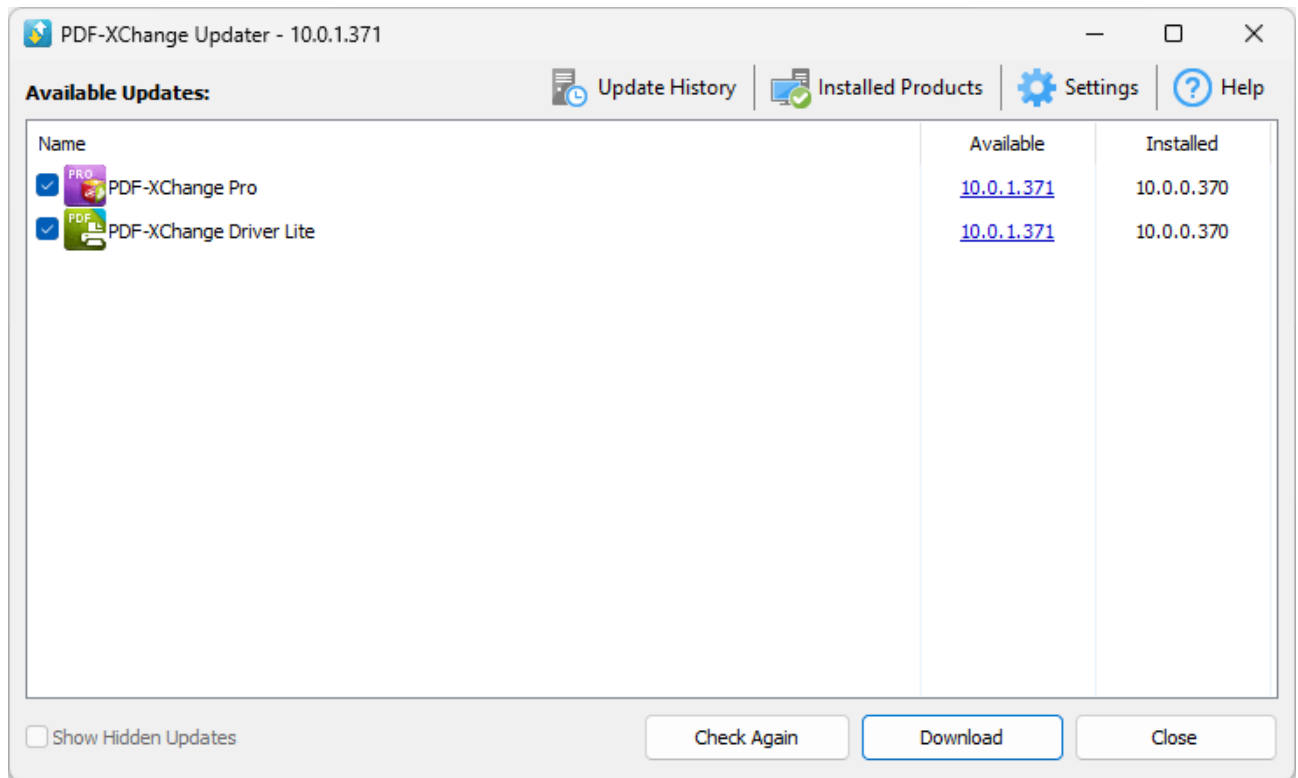 PDF-XChange Updater - 10.0.1.371
Available Updates:
Update History
Installed Products
Settings
? Help
Name Available Installed
PRO PDF-XChange Pro 10.0.1.371 10.0.0.370
PDF PDF-XChange Driver Lite 10.0.1.371 10.0.0.370
Show Hidden Updates
Check Again
Download
Close